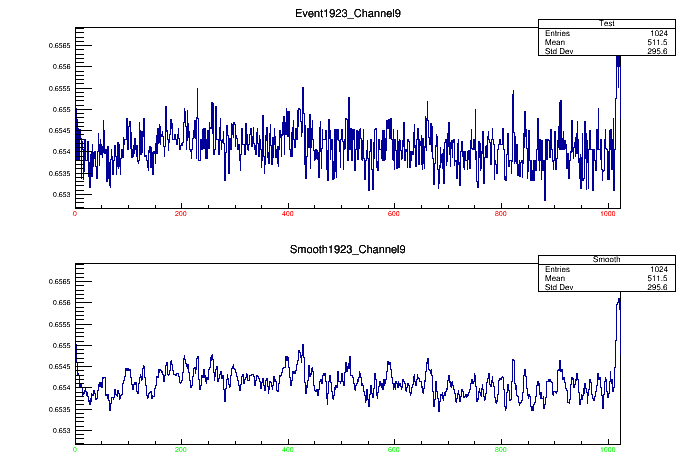 Event1923_Channel9
Test
Entries 1024
Mean 511.5
Std Dev 295.6
0.6565
0.656
0.6555
0.655
0.6545
0.654
0.6535
0.653
0 200 400 600 800 1000
Smooth1923_Channel9
Smooth
Entries 1024
Mean 511.5
Std Dev 295.6
0.6565
0.656
0.6555
0.655
0.6545
0.654
0.6535
0.653
0 200 400 600 800 1000